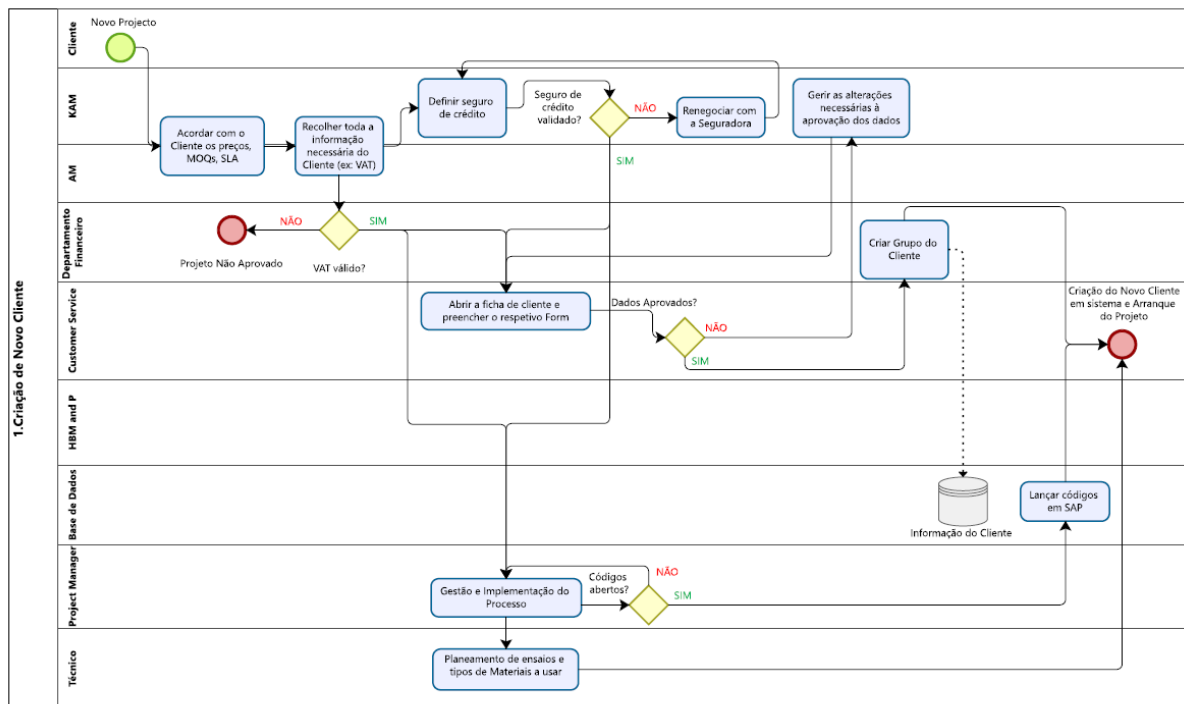 1.Criação de Novo Cliente
Cliente
Novo Projecto
KAM
Acordar com o
Cliente os preços,
MOQs, SLA
Recolher toda a
informação
necessária do
Cliente (ex: VAT)
Definir seguro
de crédito
Seguro de
crédito
validado?
NÃO
SIM
Renegociar com
a Seguradora
Gerir as alterações
necessárias à
aprovação dos dados
AM
Departamento
Financeiro
NÃO
SIM
Projeto Não Aprovado
VAT válido?
Criar Grupo do
Cliente
Customer Service
Abrir a ficha de cliente e
preencher o respetivo Form
Dados Aprovados?
NÃO
SIM
Criação do Novo Cliente
em sistema e Arranque
do Projeto
HBM and P
Base de Dados
Informação do Cliente
Lançar códigos
em SAP
Project Manager
Gestão e Implementação do
Processo
Códigos
abertos?
NÃO
SIM
Técnico
Planeamento de ensaios e
tipos de Materiais a usar